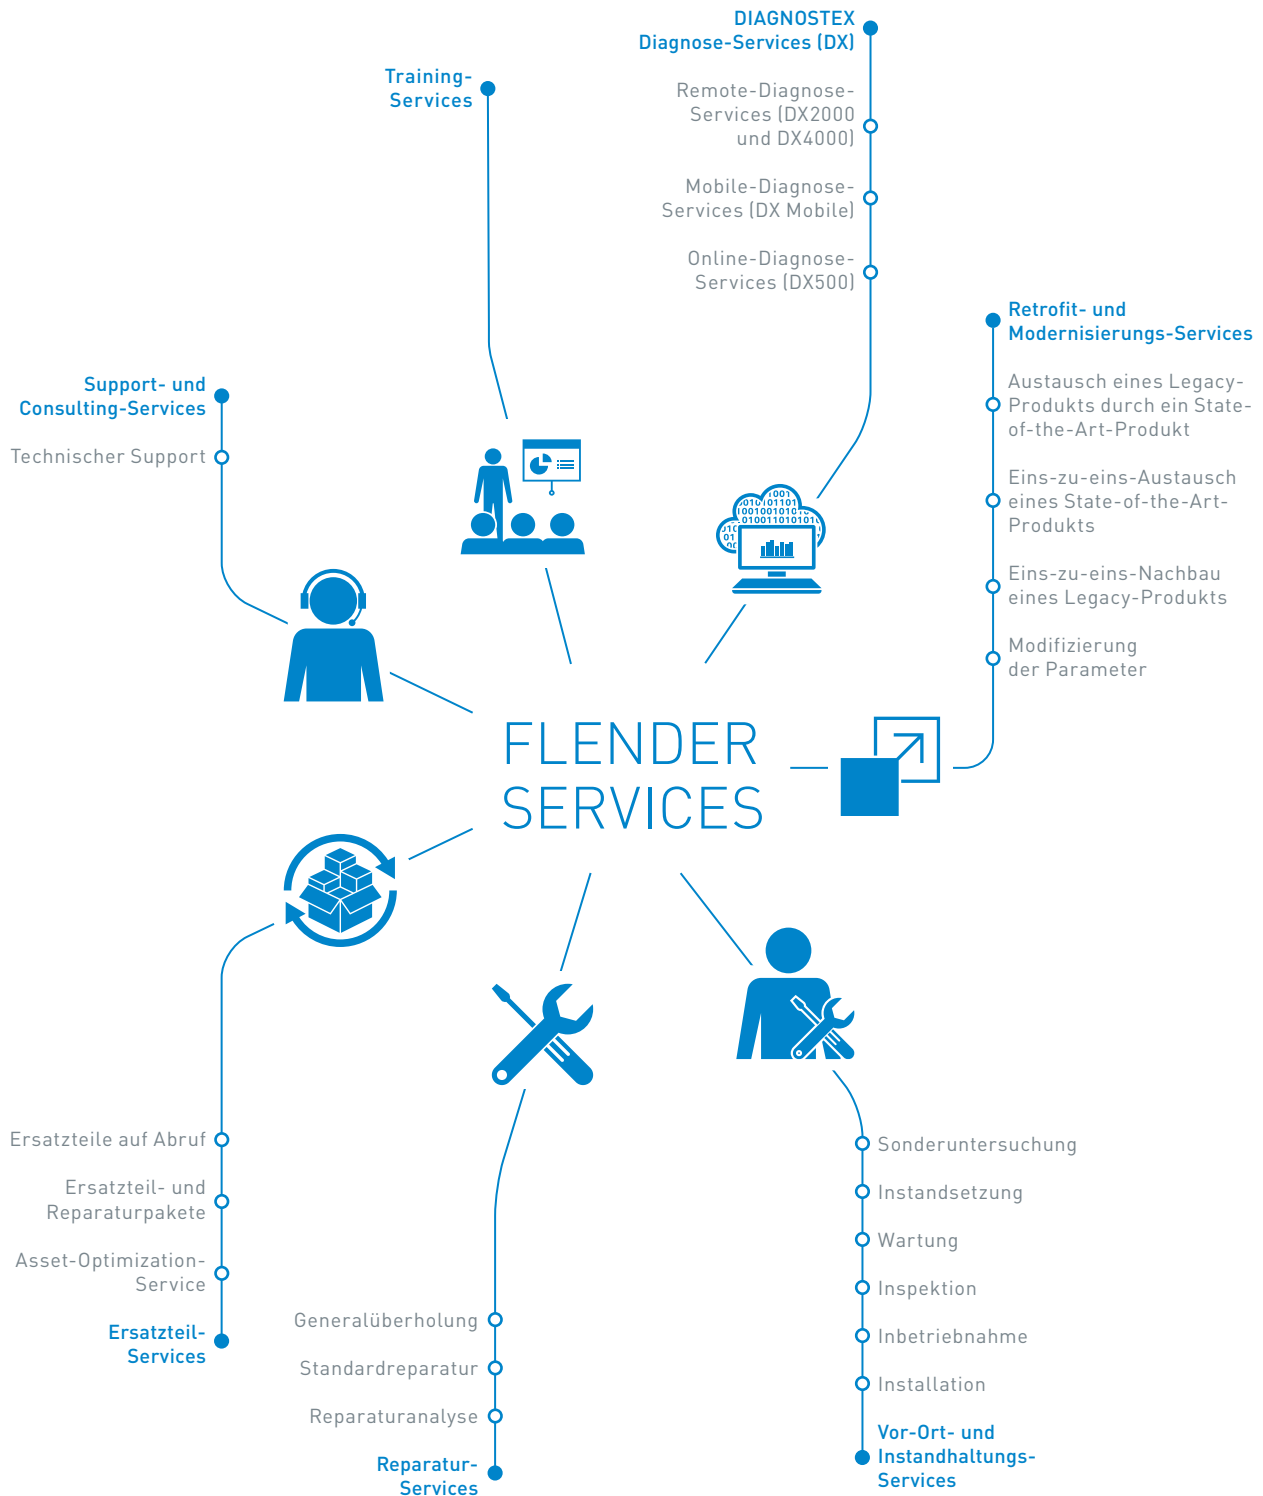 DIAGNOSTEX
Diagnose-Services (DX)
Remote-Diagnose-
Services (DX2000
und DX4000)
Mobile-Diagnose-
Services (DX Mobile)
Online-Diagnose-
Services (DX500)
Training-
Services
Retrofit- und
Modernisierungs-Services
Austausch eines Legacy-
Produkts durch ein State-
of-the-Art-Produkt
Eins-zu-eins-Austausch
eines State-of-the-Art-
Produkts
Eins-zu-eins-Nachbau
eines Legacy-Produkts
Modifizierung
der Parameter
Support- und
Consulting-Services
Technischer Support
FLENDER
SERVICES
Ersatzteile auf Abruf
Ersatzteil- und
Reparaturpakete
Asset-Optimization-
Service
Ersatzteil-
Services
Generalüberholung
Standardreparatur
Reparaturanalyse
Reparatur-
Services
Sonderuntersuchung
Instandsetzung
Wartung
Inspektion
Inbetriebnahme
Installation
Vor-Ort- und
Instandhaltungs-
Services